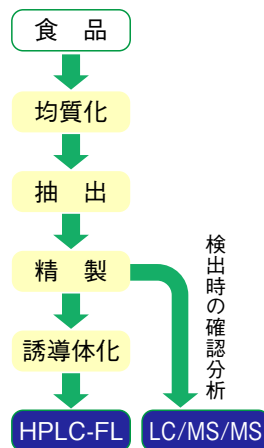 食 品
均質化
抽 出
精 製
検出時の確認分析
誘導体化
HPLC-FL
LC/MS/MS